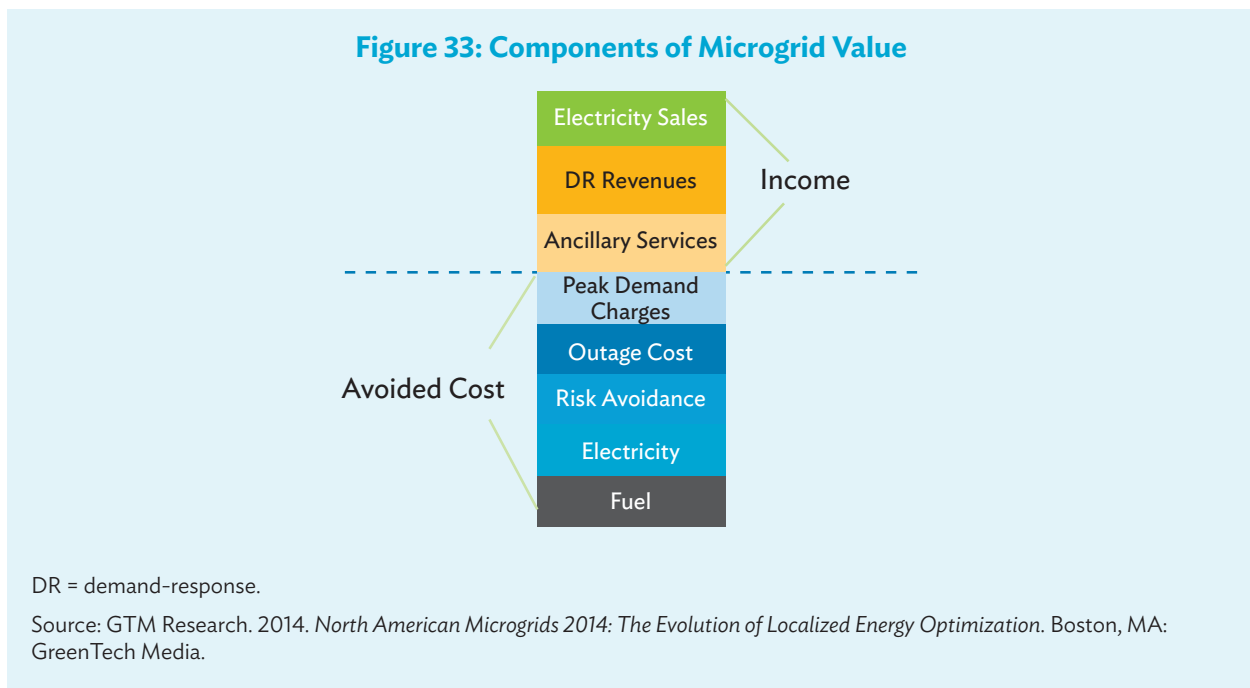 Figure 33: Components of Microgrid Value
Electricity Sales
DR Revenues
Income
Ancillary Services
Peak Demand
Charges
Outage Cost
Avoided Cost
Risk Avoidance
Electricity
Fuel
DR = demand-response.
Source: GTM Research. 2014. North American Microgrids 2014: The Evolution of Localized Energy Optimization. Boston, MA:
GreenTech Media.